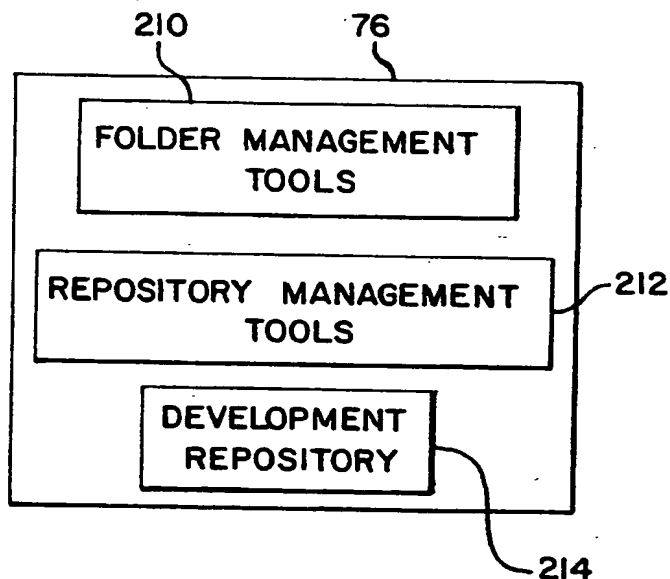 210
76
FOLDER MANAGEMENT
TOOLS
REPOSITORY MANAGEMENT
TOOLS
212
DEVELOPMENT
REPOSITORY
214